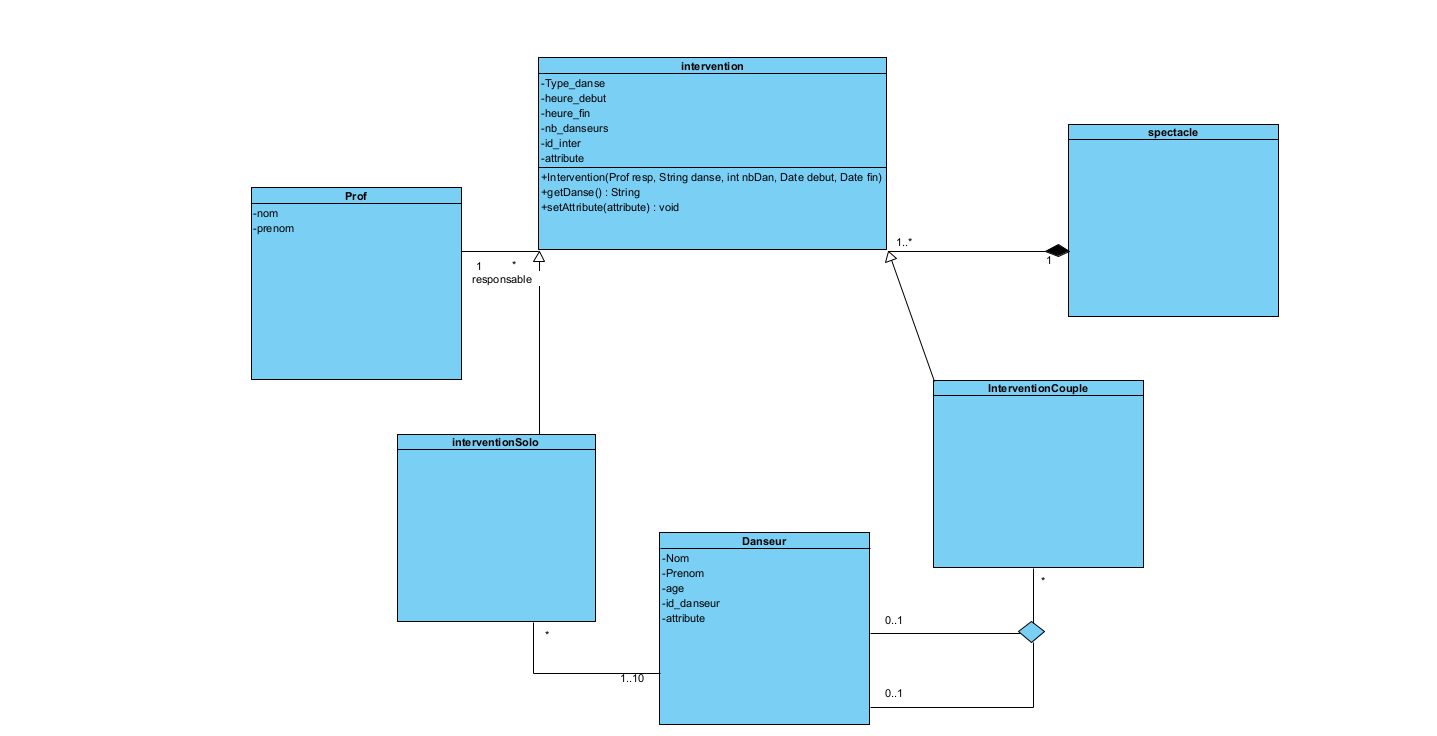 intervention
-Type_danse
-heure_debut
-heure_fin
-nb_danseurs
-id_inter
-attribute
+Intervention(Prof resp, String danse, int nbDan, Date debut, Date fin)
+getDanse() : String
+setAttribute(attribute) : void
spectacle
Prof
-nom
-prenom
1..*
1
1
*
responsable
InterventionCouple
interventionSolo
Danseur
-Nom
-Prenom
-age
-id_danseur
-attribute
*
0..1
*
1..10
0..1